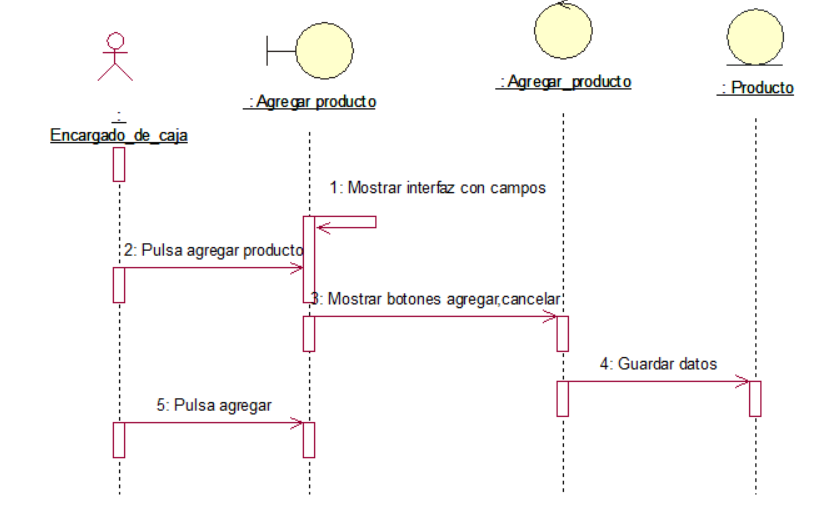 : Agregar producto
: Agregar_producto
: Producto
:
Encargado_de_caja
1: Mostrar interfaz con campos
2: Pulsa agregar producto
3: Mostrar botones agregar,cancelar
4: Guardar datos
5: Pulsa agregar